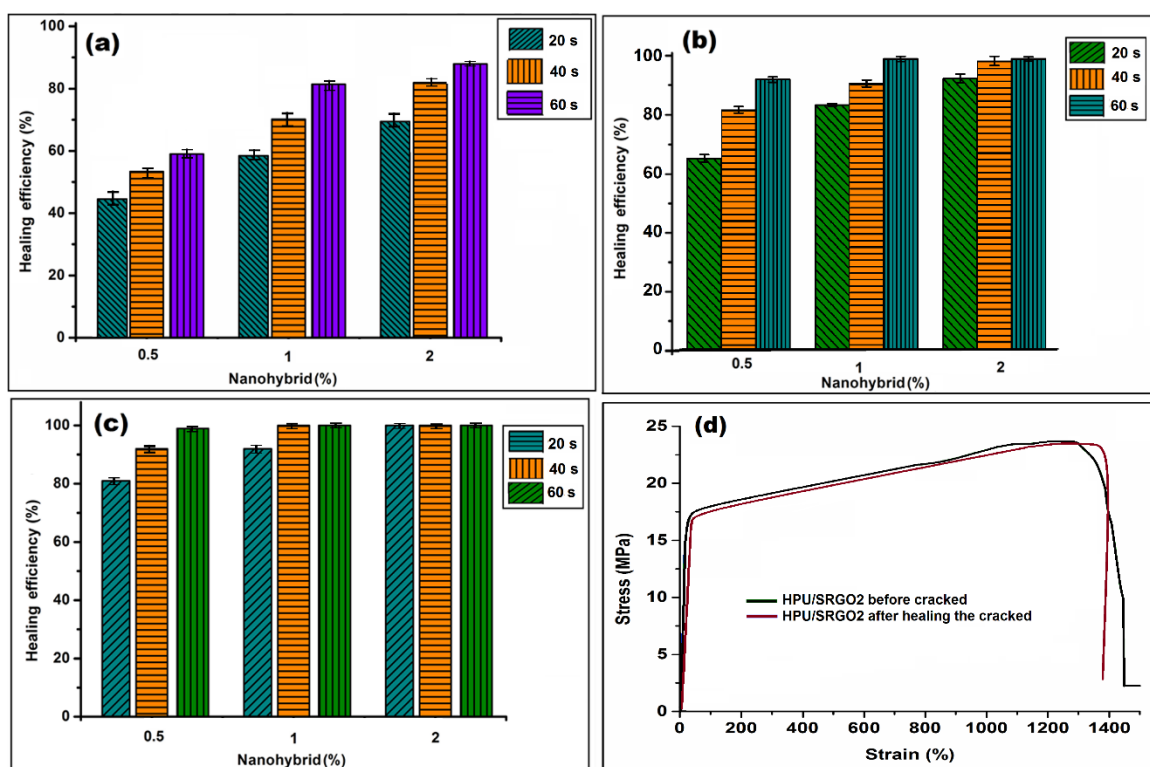 (a)
20 s
40 s
60 s
Healing efficiency (%)
100
80
60
40
20
0
0.5
1
2
Nanohybrid (%)
(b)
20 s
40 s
60 s
Healing efficiency (%)
100
80
60
40
20
0
0.5
1
2
Nanohybrid (%)
(c)
20 s
40 s
60 s
Healing efficiency (%)
100
80
60
40
20
0
0.5
1
2
Nanohybrid (%)
(d)
Stress (MPa)
25
20
15
10
5
0
HPU/SRGO2 before cracked
HPU/SRGO2 after healing the cracked
0 200 400 600 800 1000 1200 1400
Strain (%)